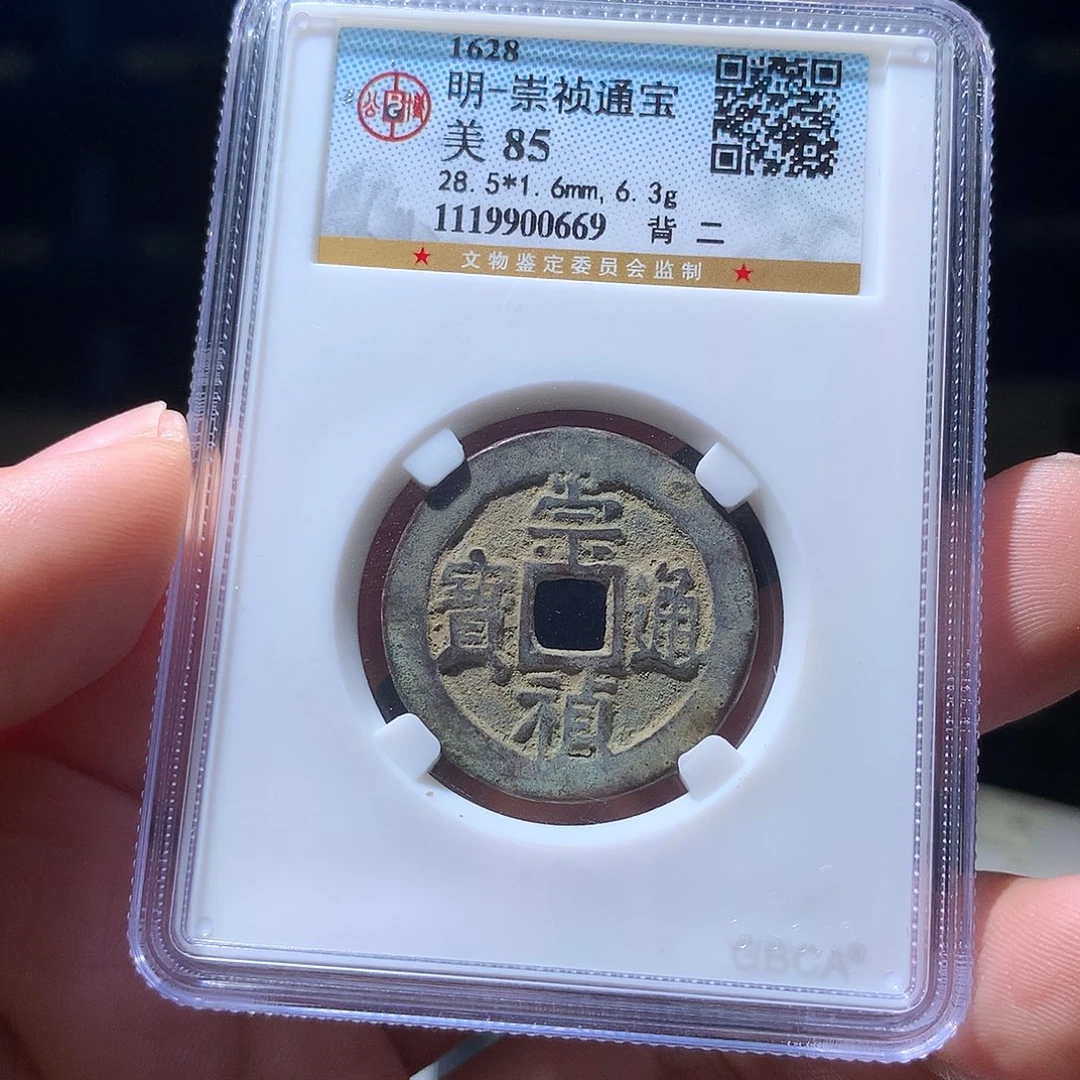 1628
明-崇祯通宝
美 85
28.5*1.6mm, 6.3g
1119900669 背 二
★ 文物鉴定委员会监制 ★
崇
寶 通
禎
GBCA®